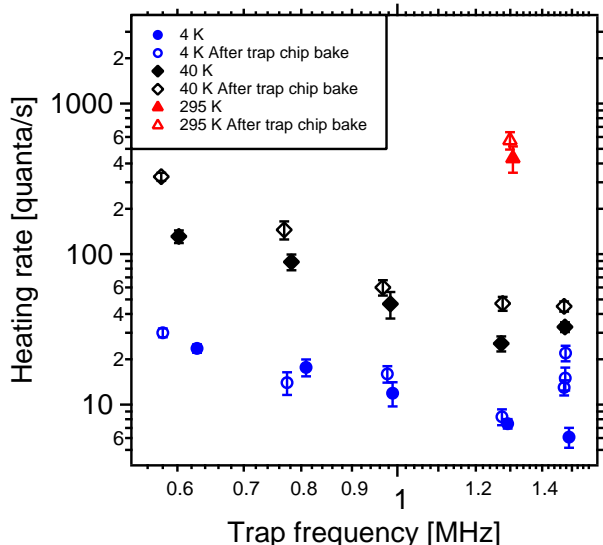 4 K
4 K After trap chip bake
40 K
40 K After trap chip bake
295 K
295 K After trap chip bake
2
1000
6
4
2
100
6
4
2
10
6
0.6
0.7
0.8
0.9
1
1.2
1.4
Heating rate [quanta/s]
Trap frequency [MHz]